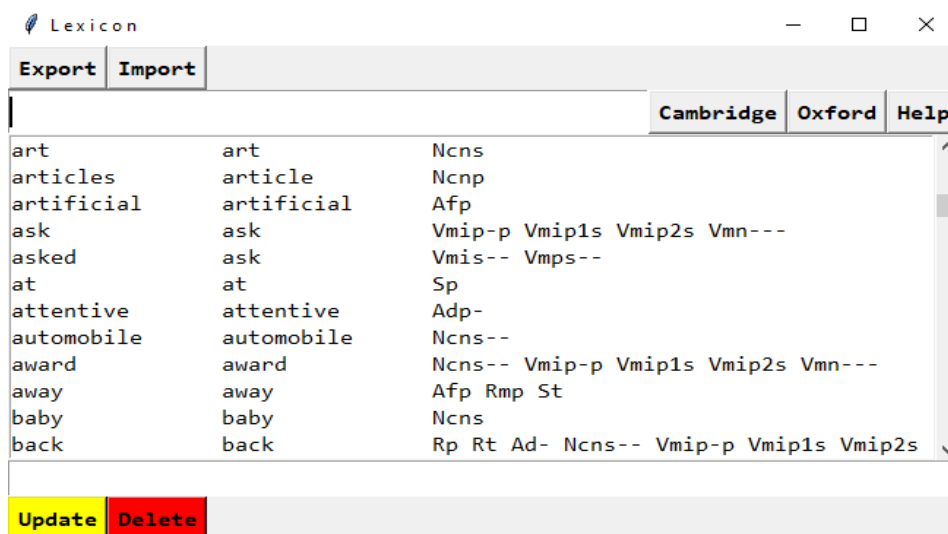 Lexicon
Export Import
Cambridge Oxford Help
art art Ncns
articles article Ncnp
artificial artificial Afp
ask ask Vmip-p Vmip1s Vmip2s Vmn---
asked ask Vmis-- Vmps--
at at Sp
attentive attentive Adp-
automobile automobile Ncns--
award award Ncns-- Vmip-p Vmip1s Vmip2s Vmn---
away away Afp Rmp St
baby baby Ncns
back back Rp Rt Ad- Ncns-- Vmip-p Vmip1s Vmip2s
Update Delete